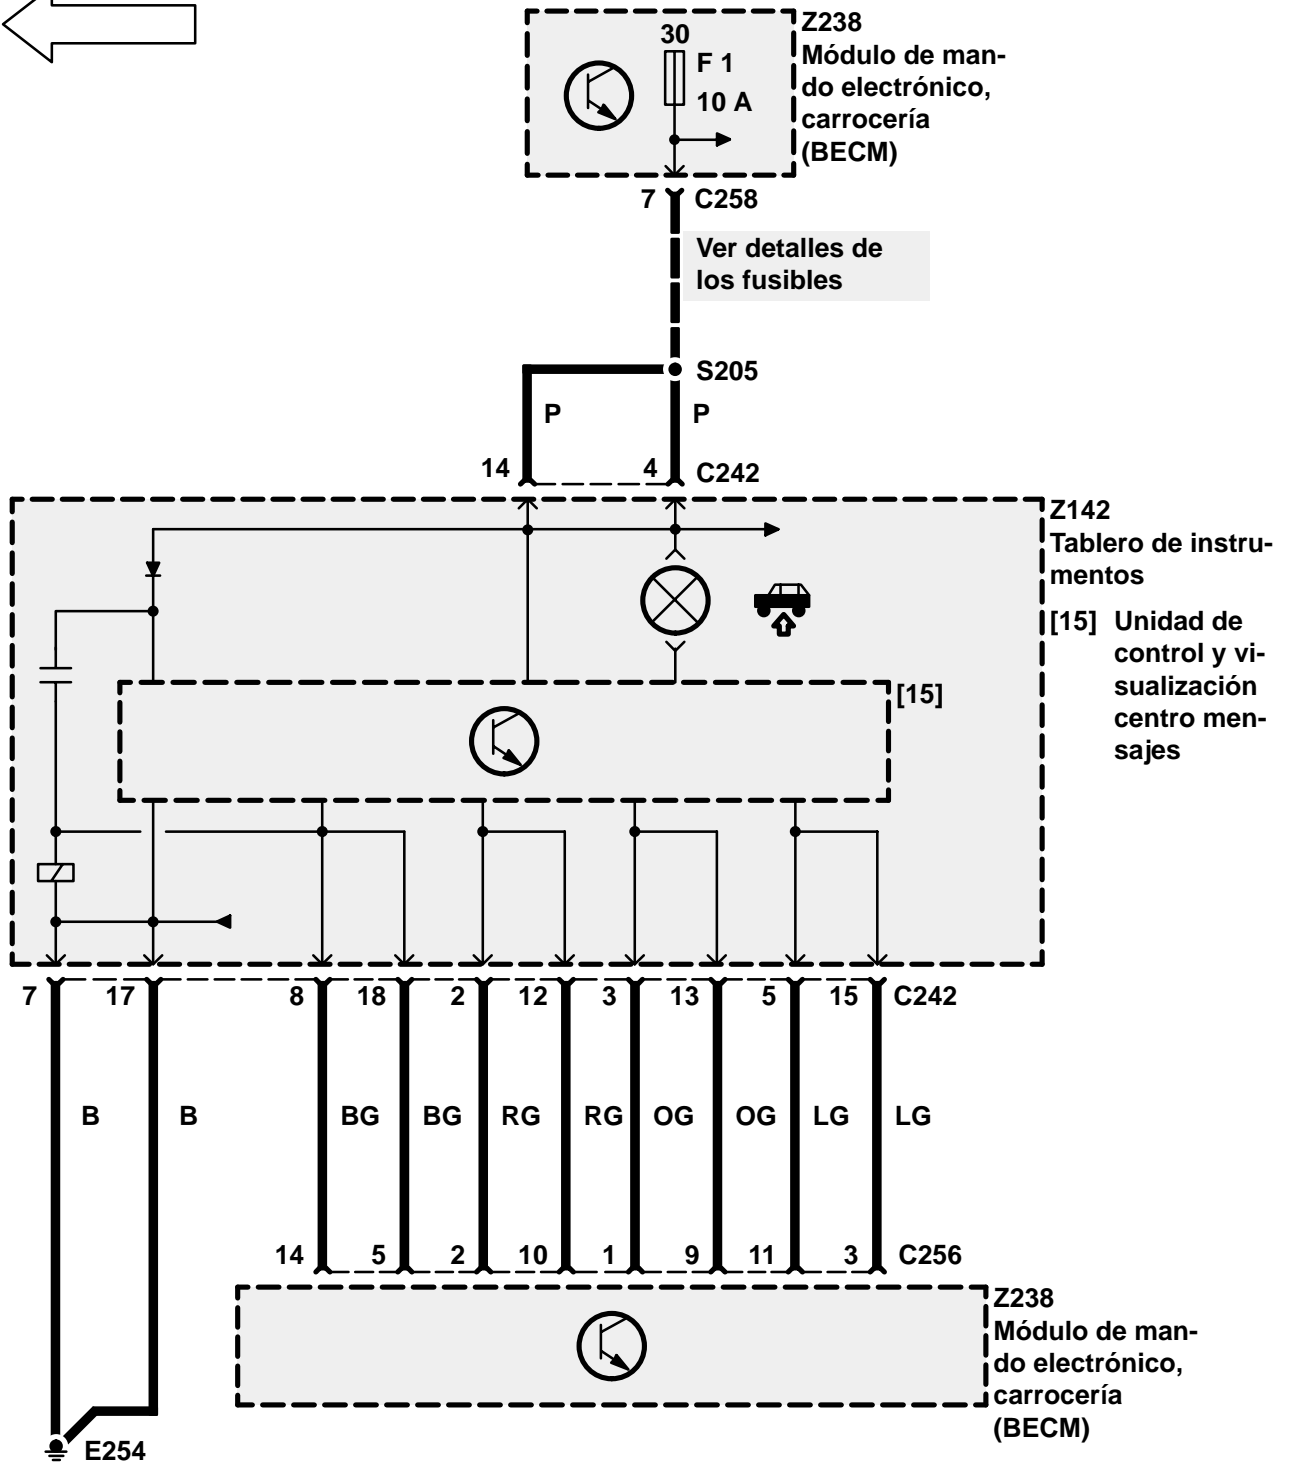 Z238
30
Módulo de man-
F 1
do electrónico,
10 A
carrocería
(BECM)
7 C258
Ver detalles de
los fusibles
S205
P P
14 4 C242
Z142
Tablero de instru-
mentos
[15] Unidad de
control y vi-
sualización
[15]
centro men-
sajes
7 17 8 18 2 12 3 13 5 15 C242
B B BG BG RG RG OG OG LG LG
14 5 2 10 1 9 11 3 C256
Z238
Módulo de man-
do electrónico,
carrocería
(BECM)
E254